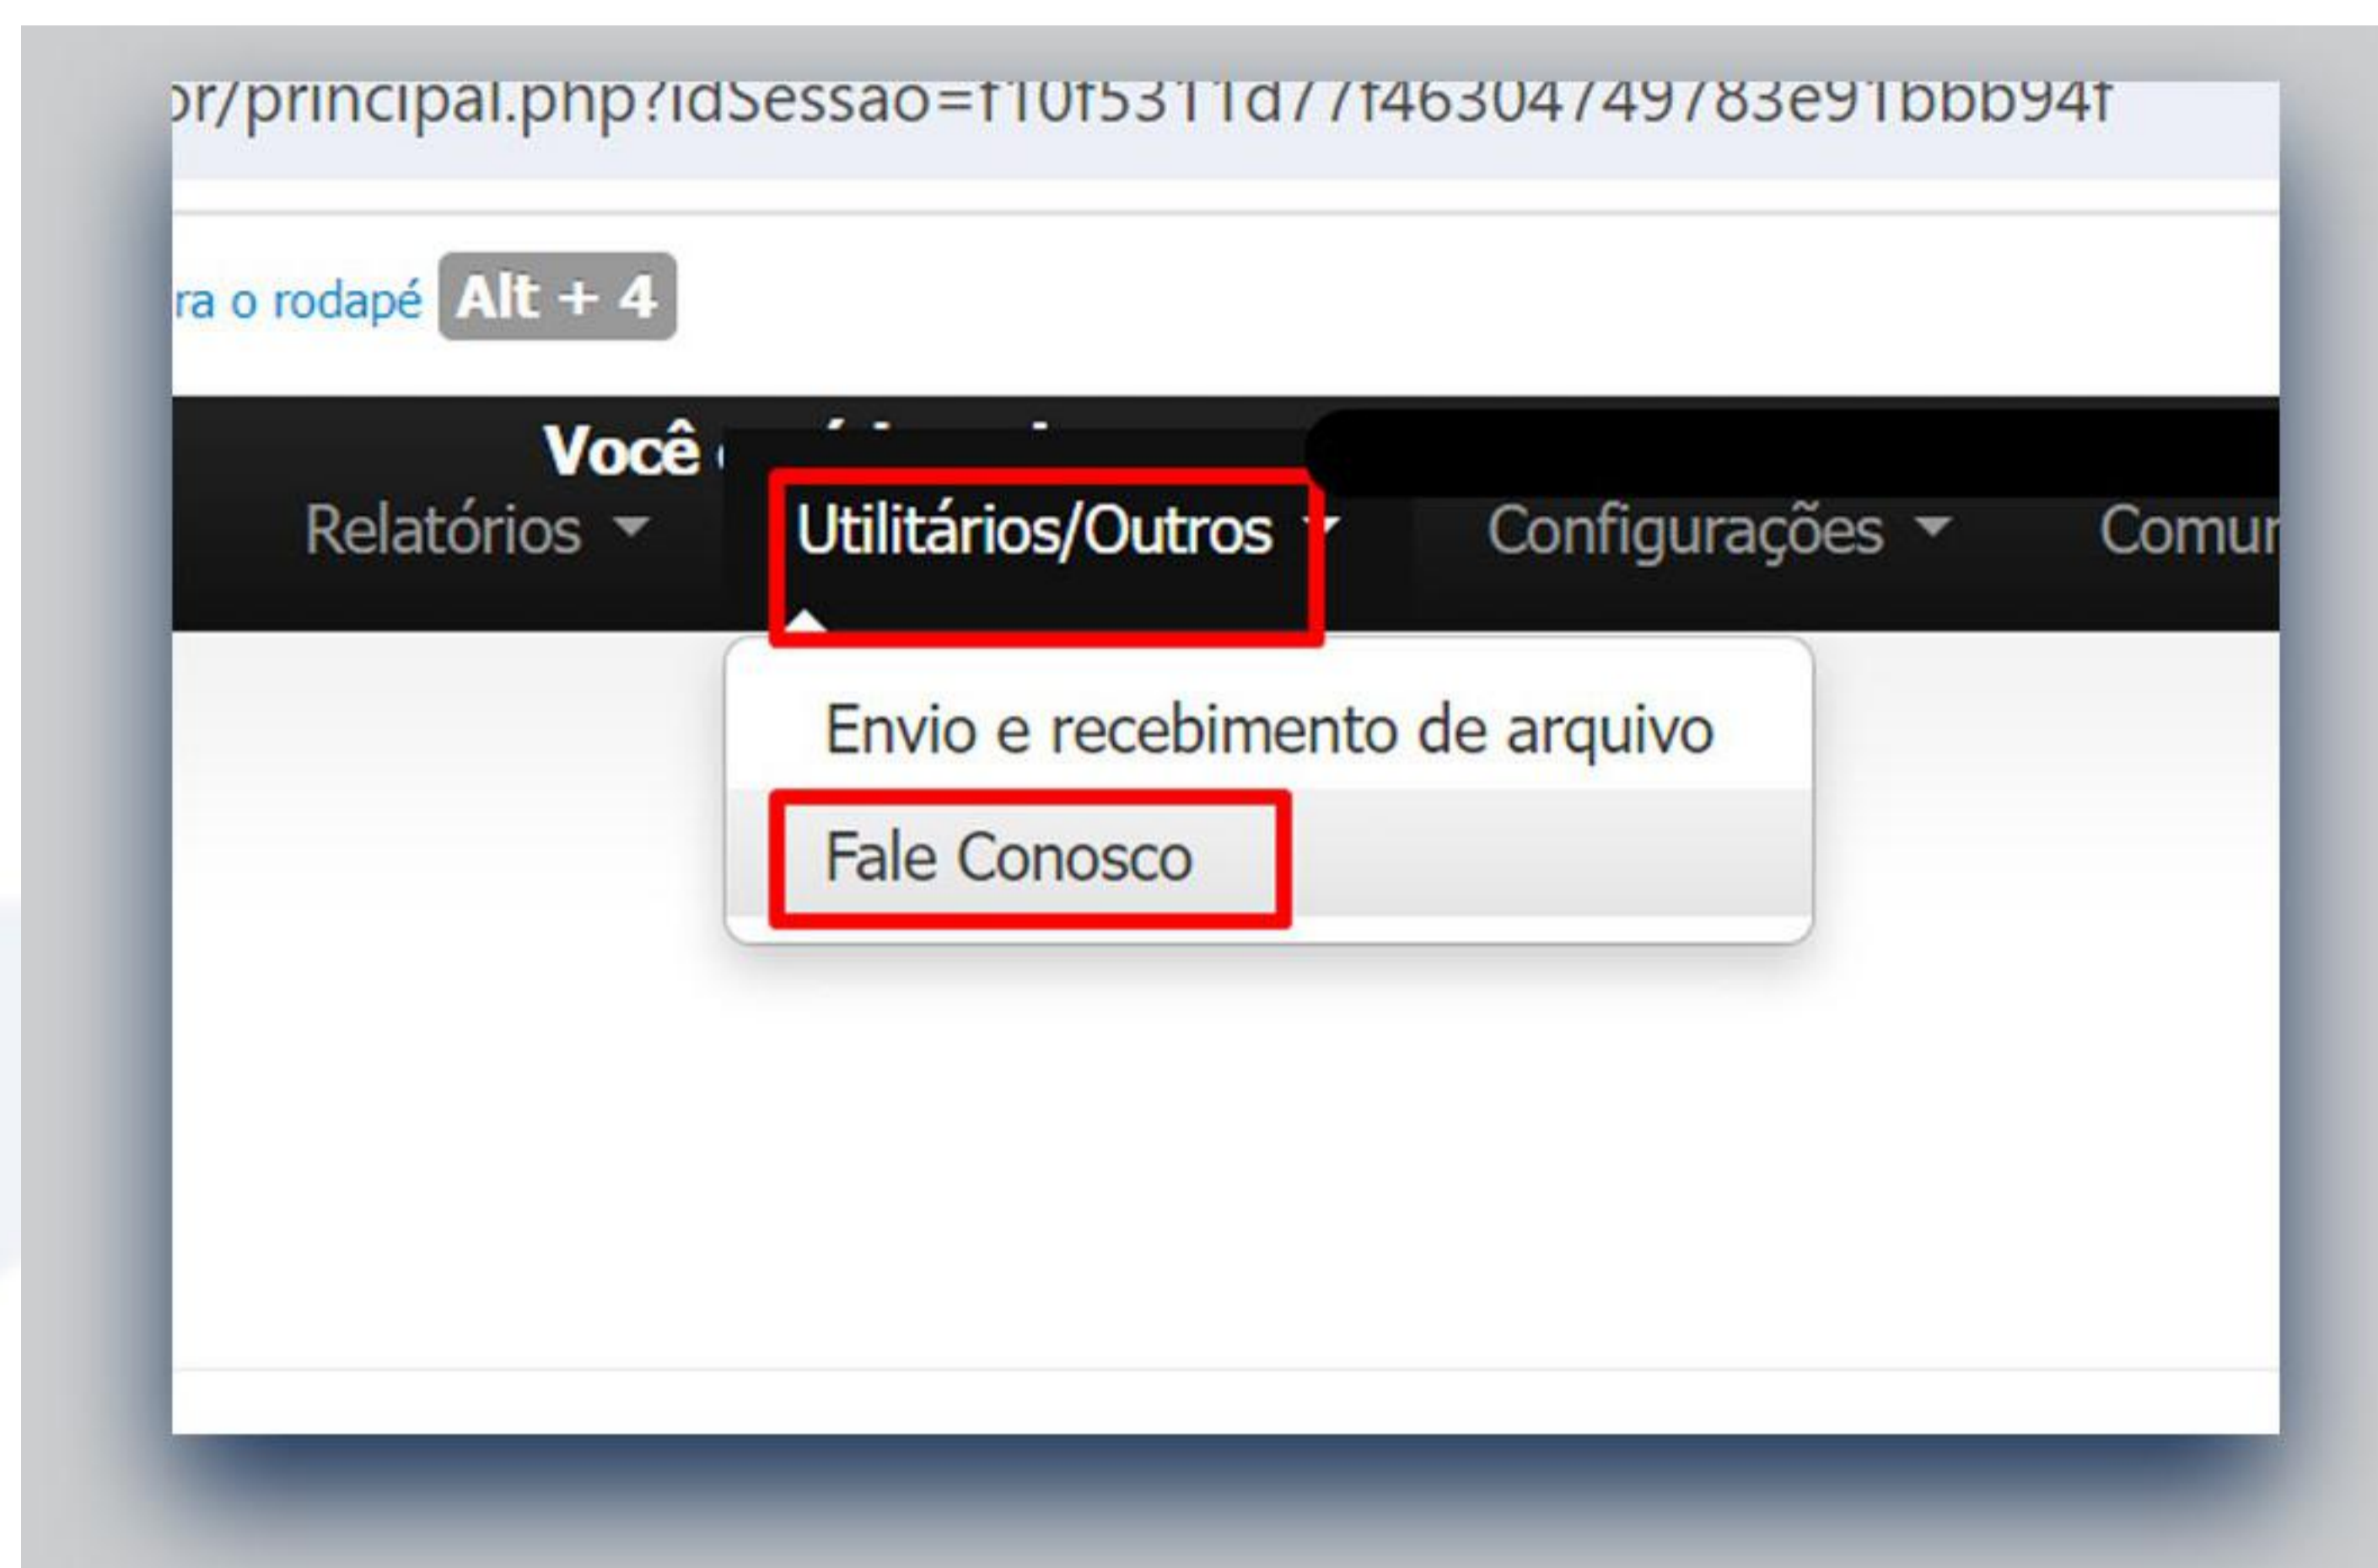 or/principal.php?idSessao=f10f5311d77f46304749783e91bbb94f
ra o rodapé Alt + 4
Você
Relatórios Utilitários/Outros Configurações Comun
Envio e recebimento de arquivo
Fale Conosco